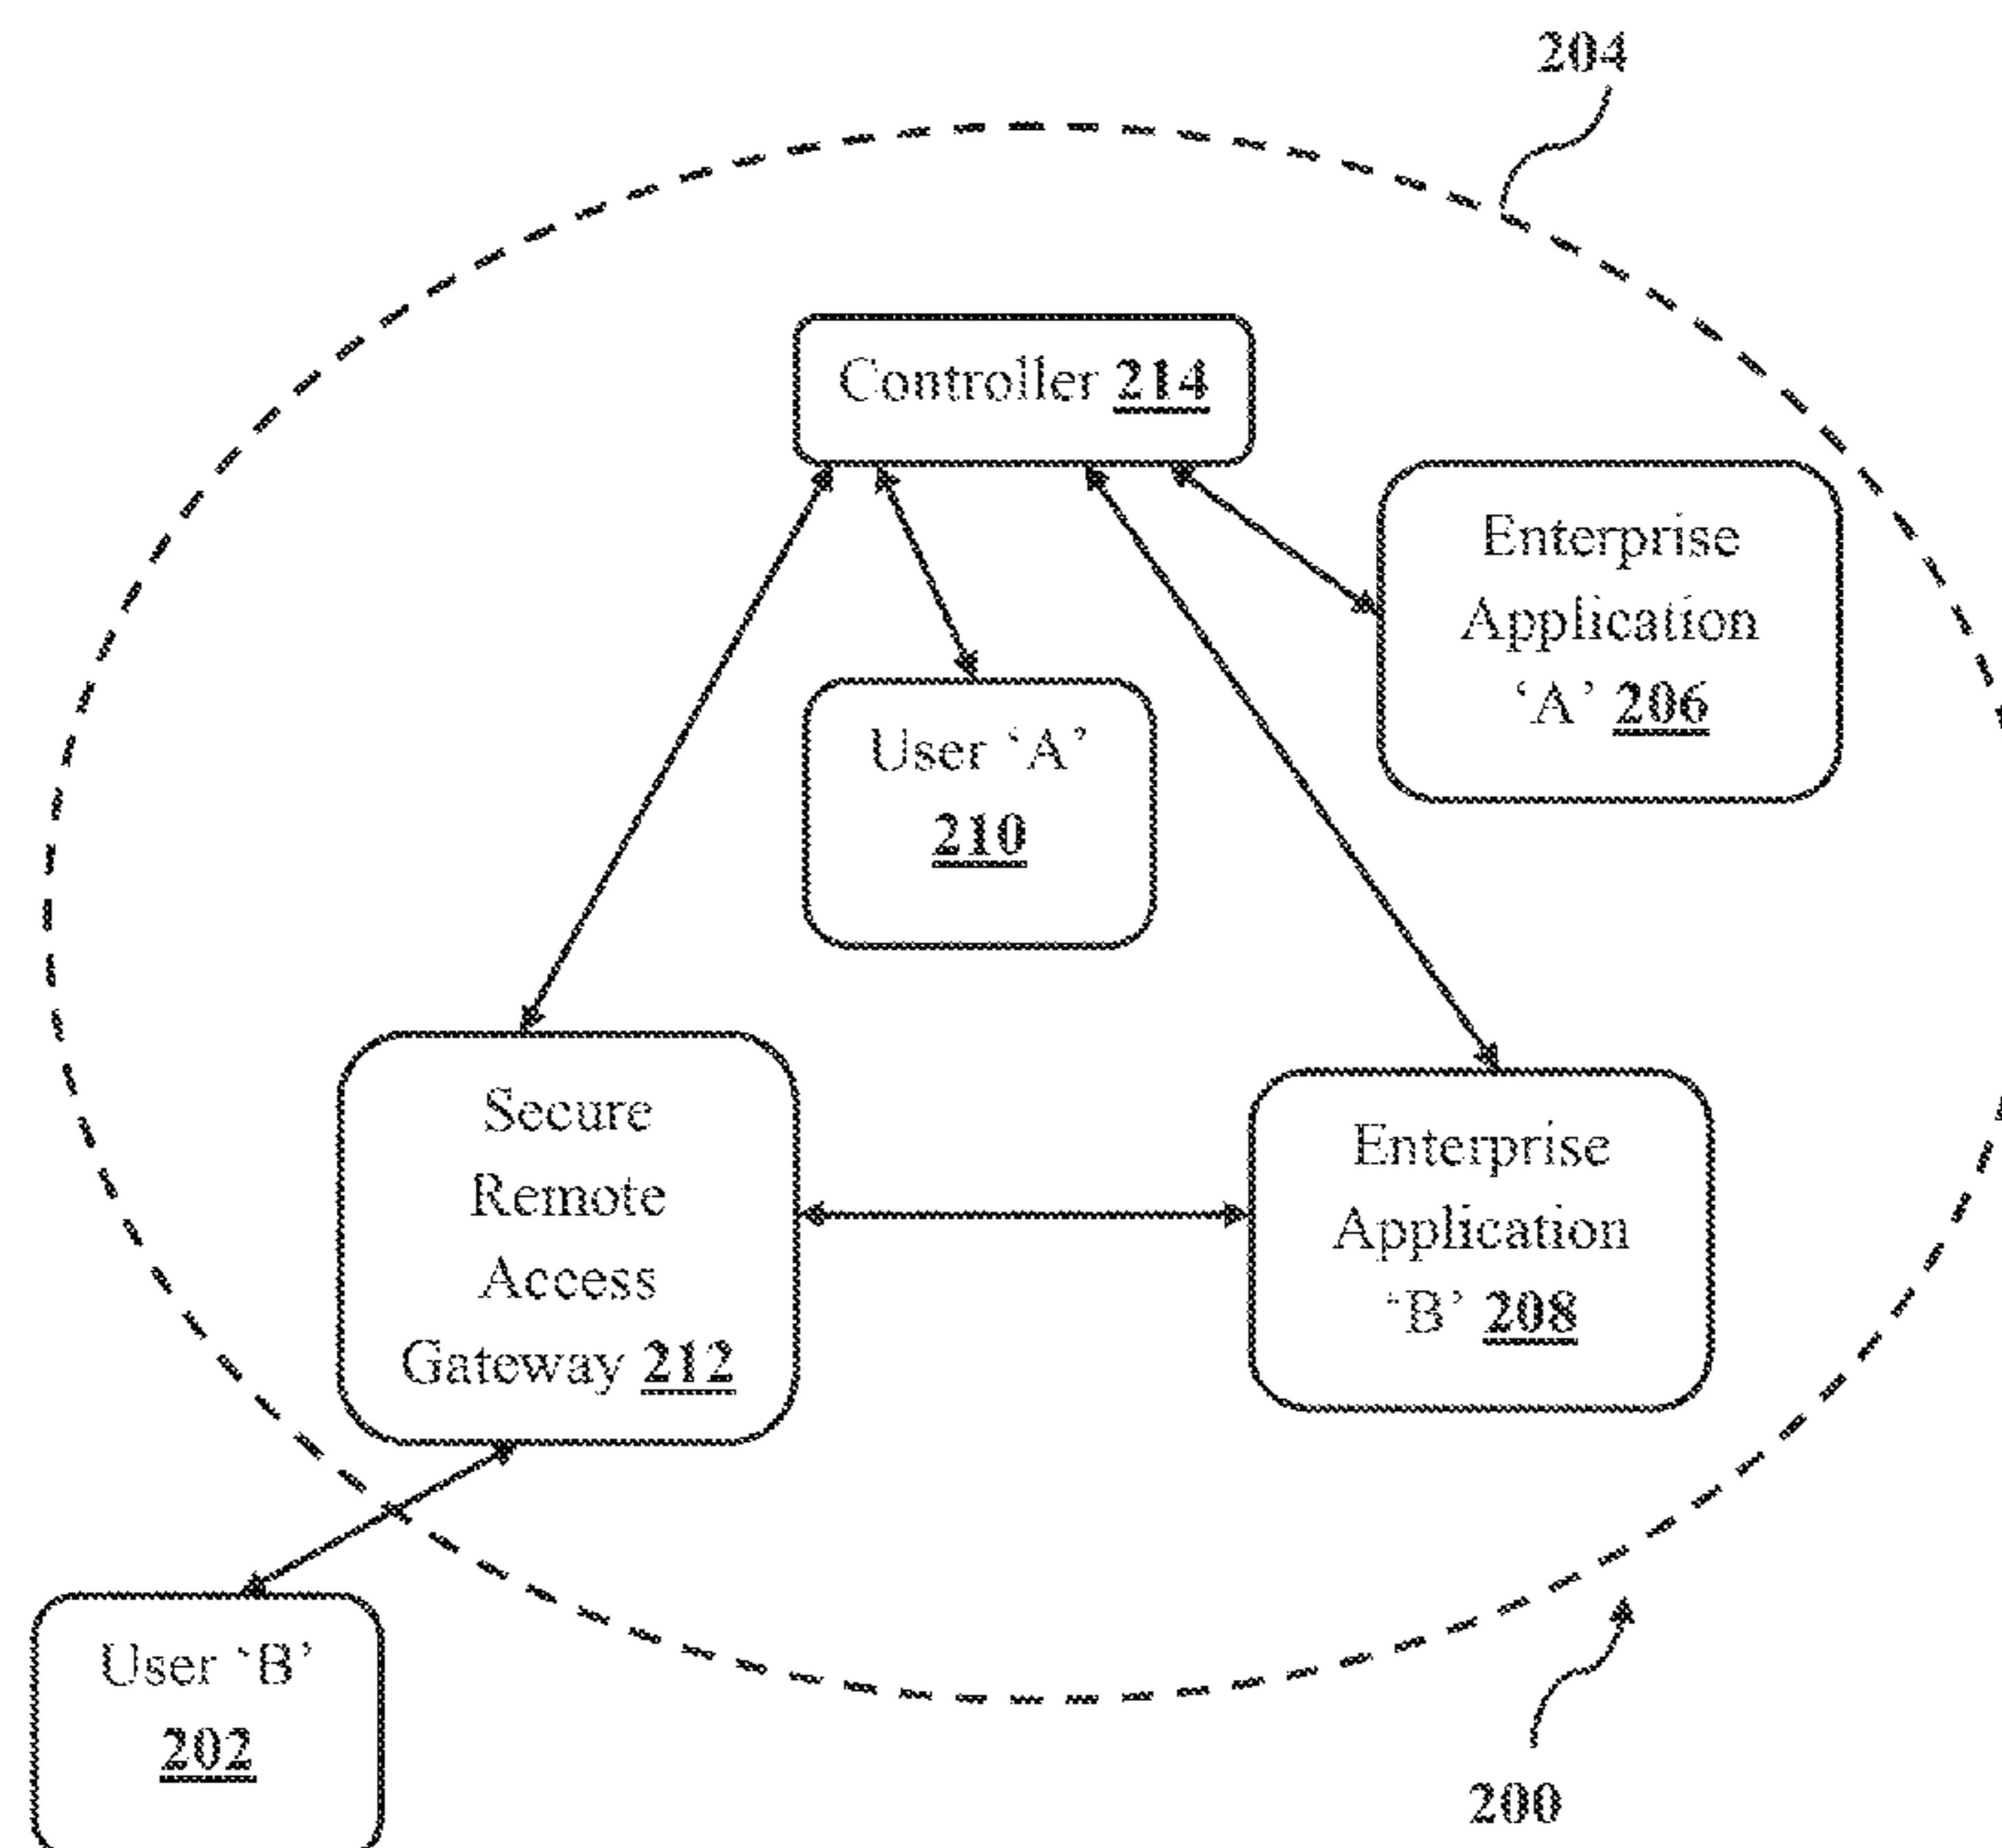 204
Controller 214
Enterprise
Application
‘A’ 206
User ‘A’
210
Secure
Remote
Access
Gateway 212
Enterprise
Application
‘B’ 208
User ‘B’
202
200